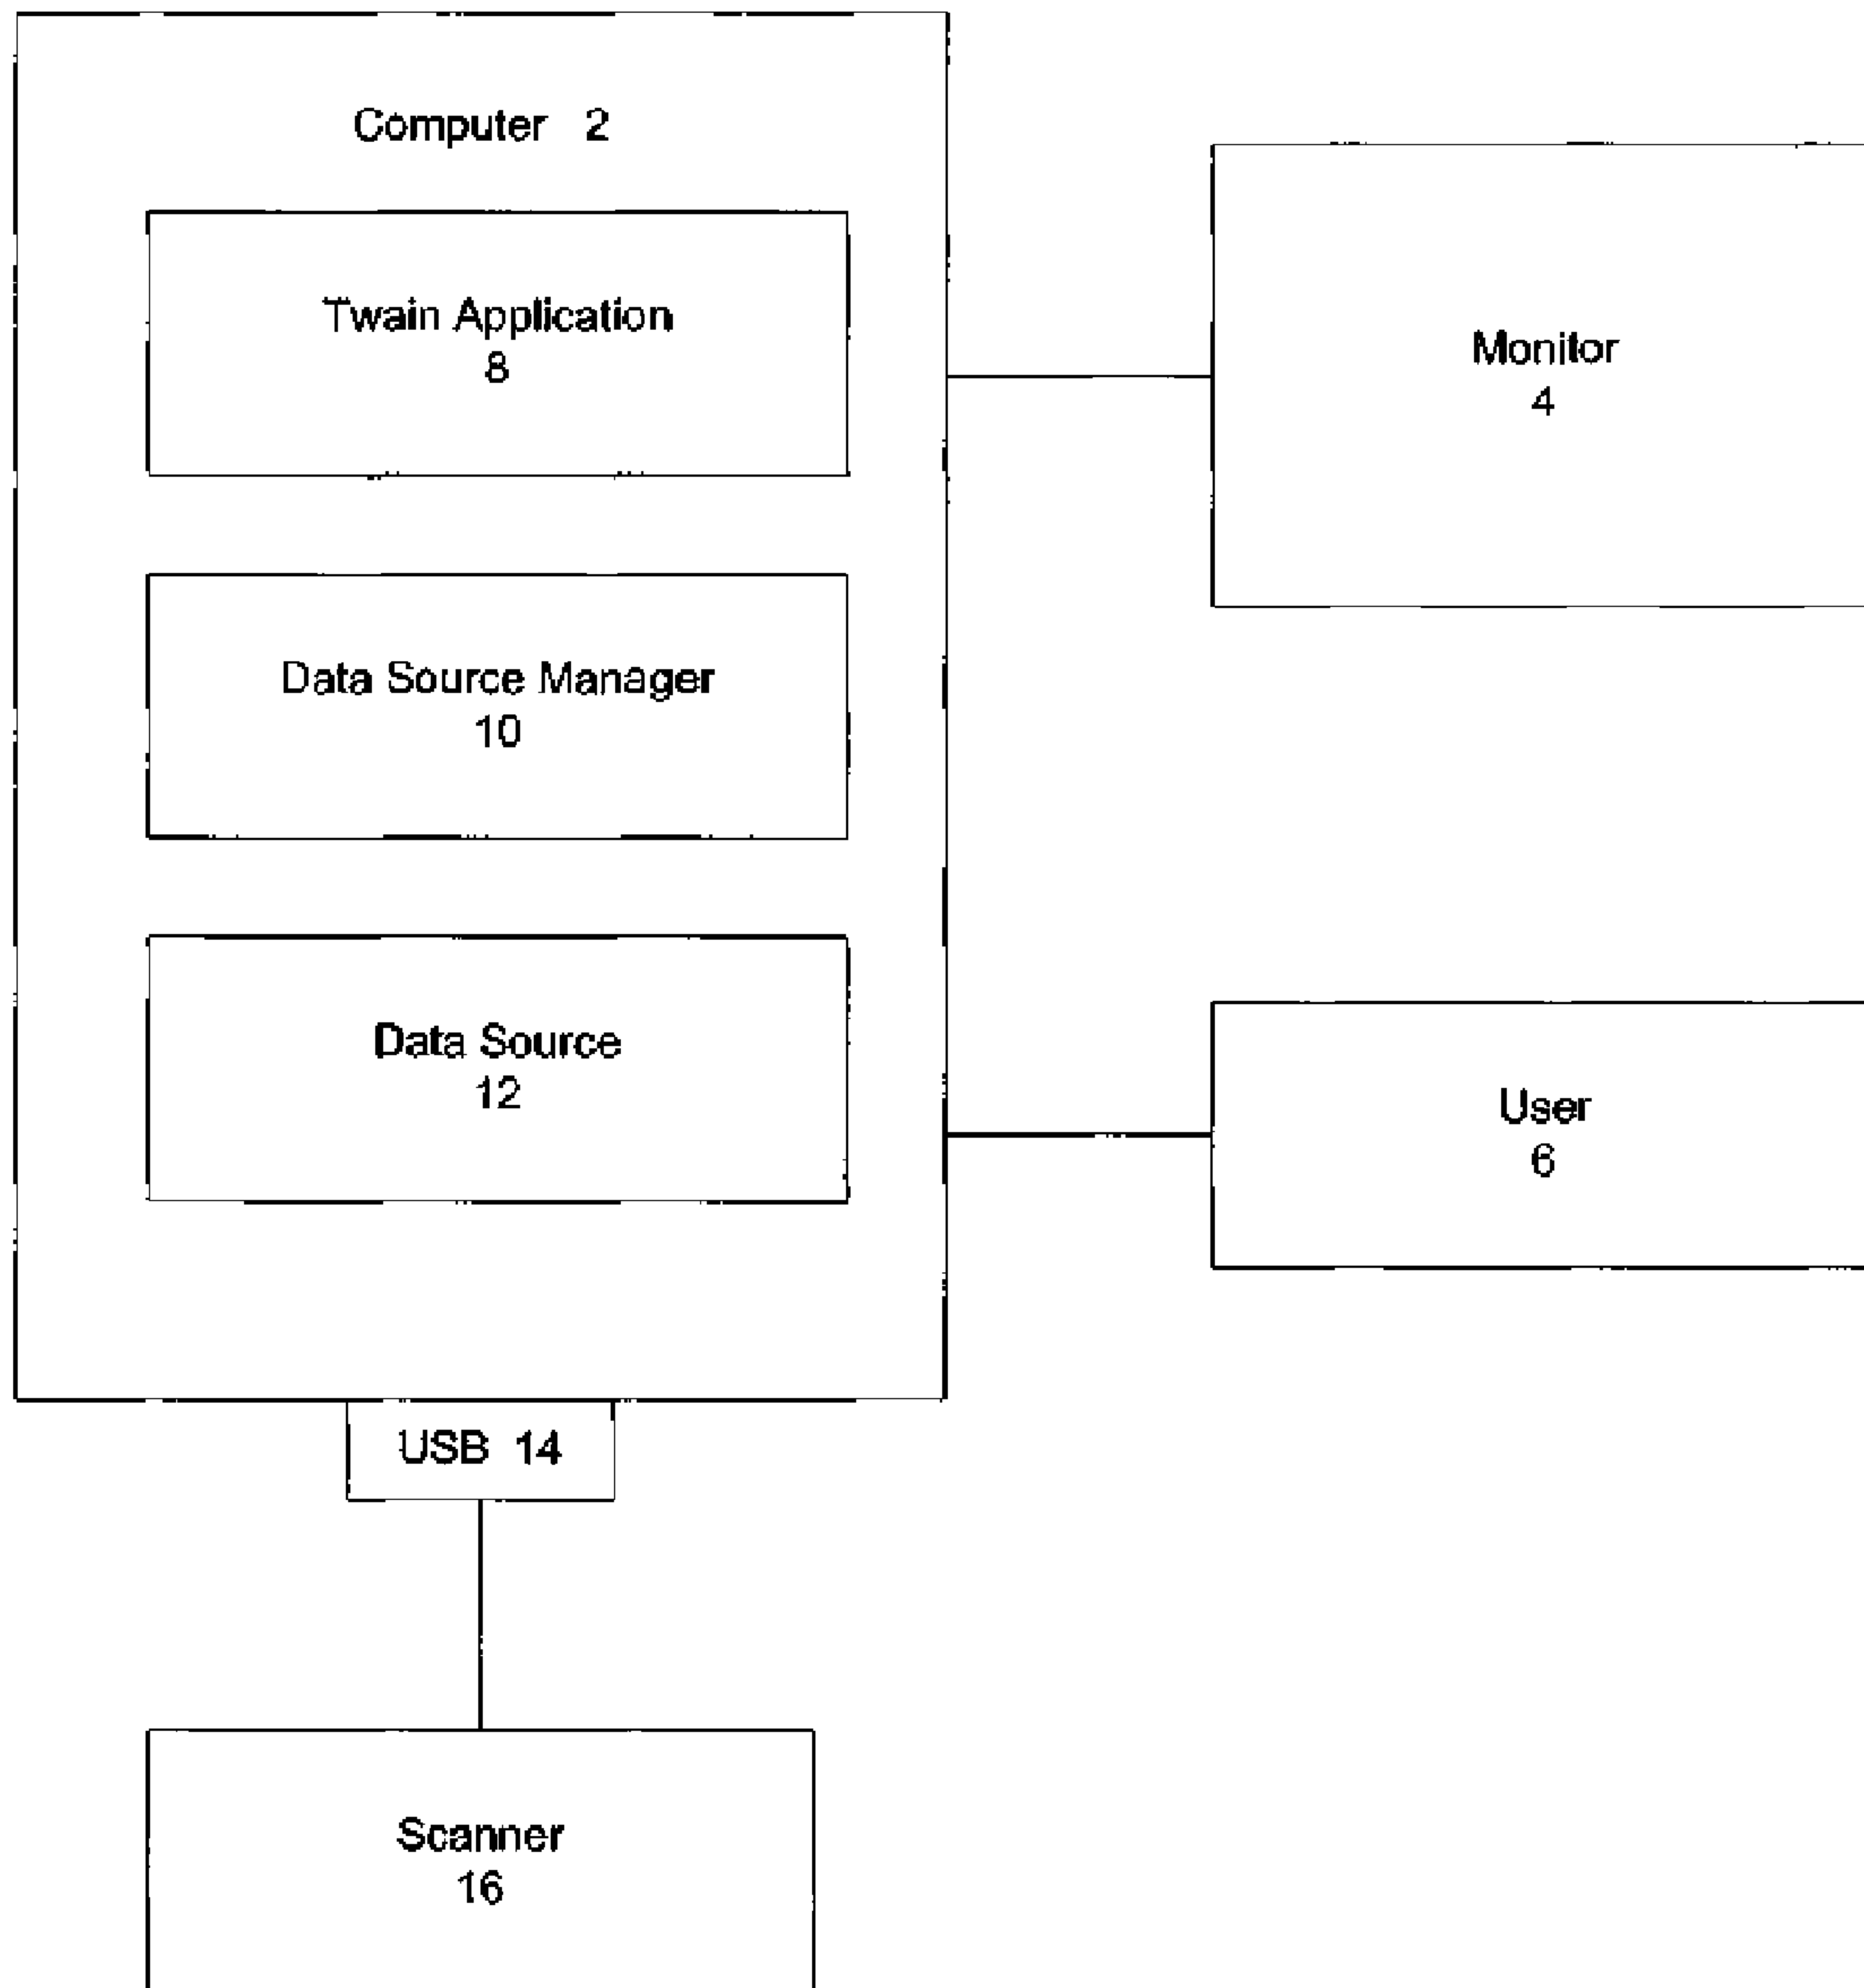 Computer 2
Twain Application
8
Monitor
4
Data Source Manager
10
Data Source
12
User
6
USB 14
Scanner
16